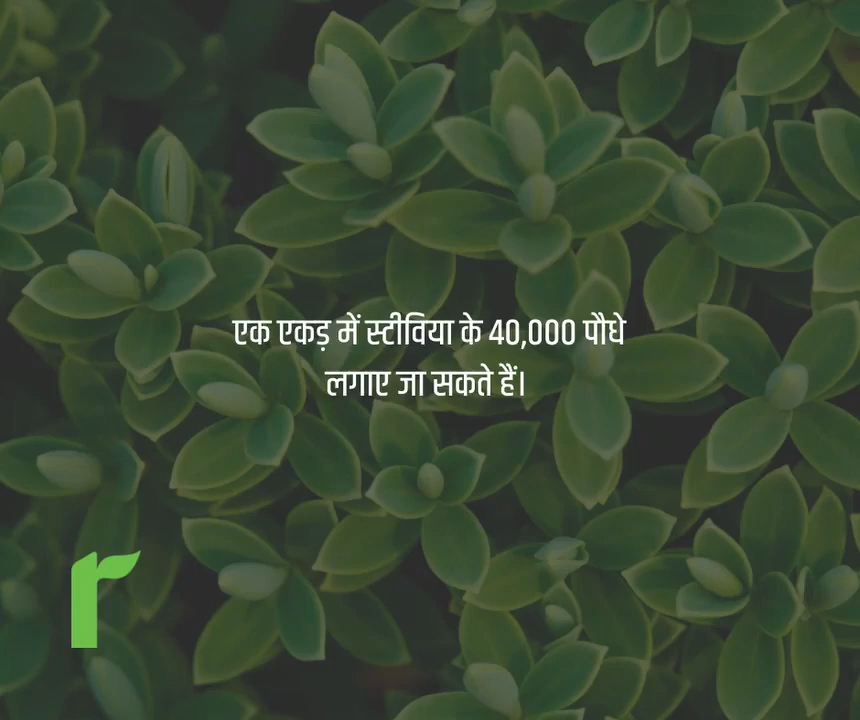 एक एकड़ में स्टीविया के 40,000 पौधे
लगाए जा सकते हैं।
r